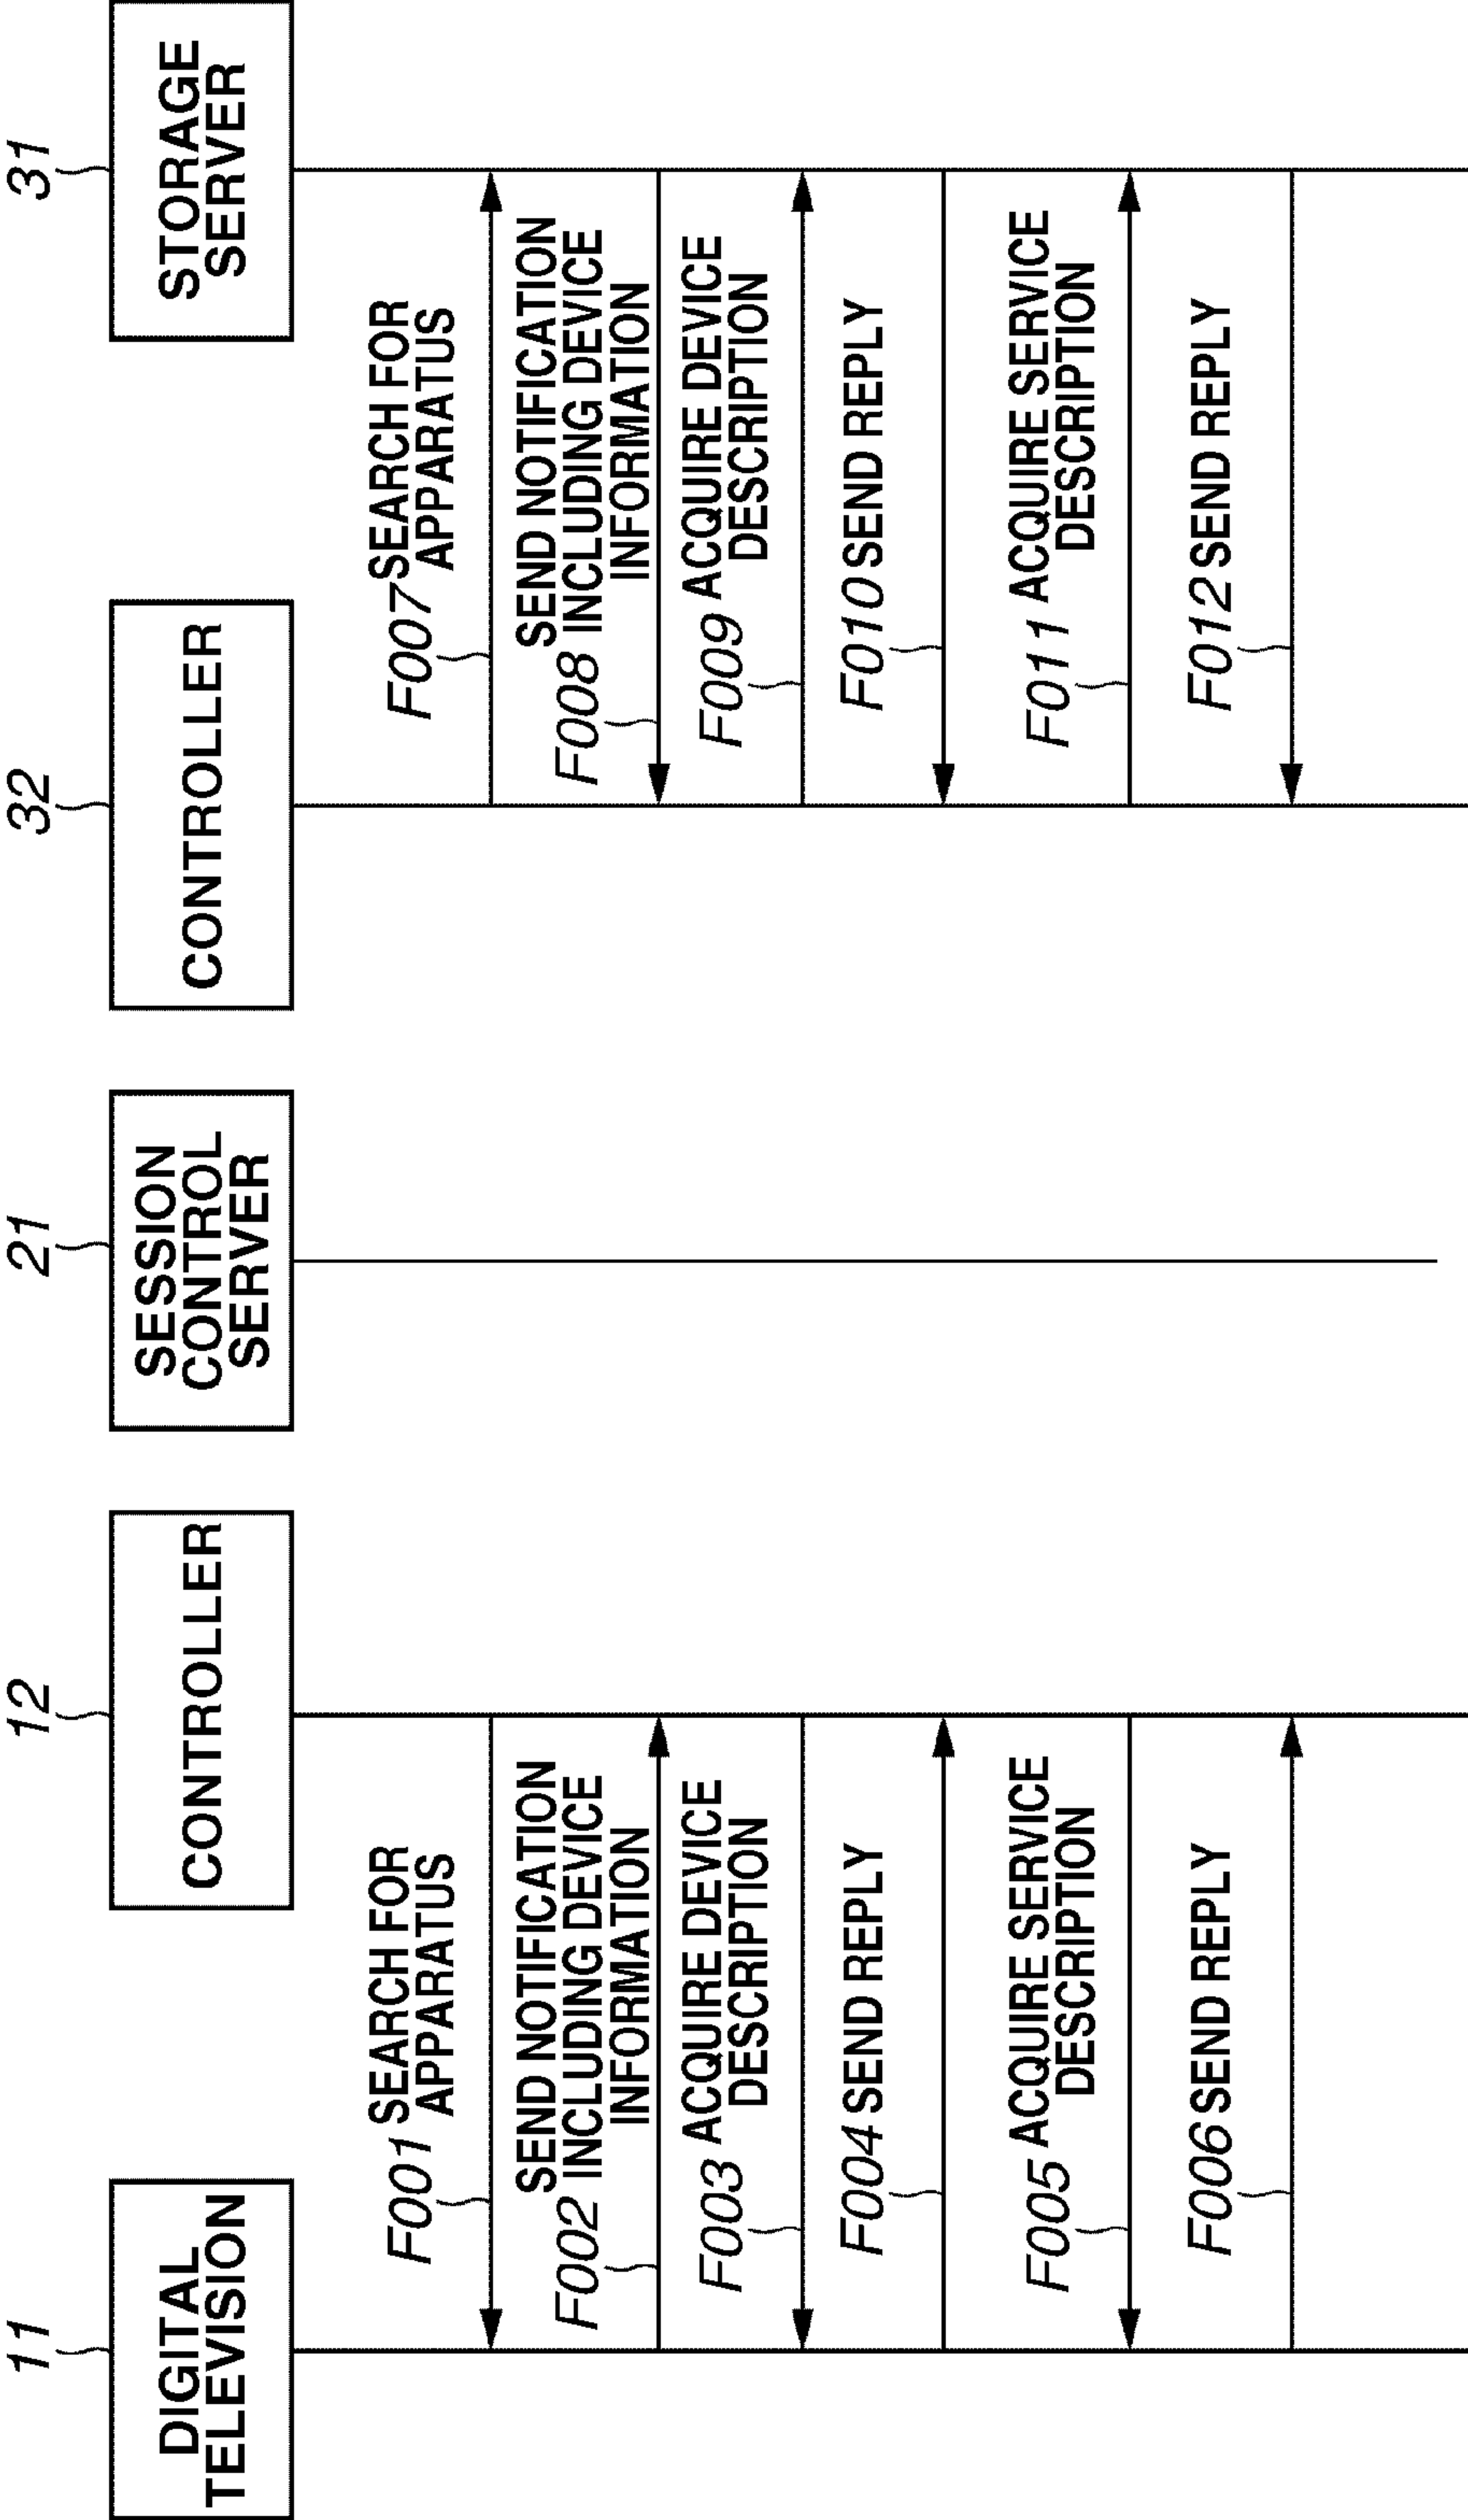 11
12
21
32
31
DIGITAL
TELEVISION
CONTROLLER
SESSION
CONTROL
SERVER
CONTROLLER
STORAGE
SERVER
F001 SEARCH FOR
APPARATUS
F007 SEARCH FOR
APPARATUS
SEND NOTIFICATION
F002 INCLUDING DEVICE
INFORMATION
SEND NOTIFICATION
F008 INCLUDING DEVICE
INFORMATION
F003 ACQUIRE DEVICE
DESCRIPTION
F009 ACQUIRE DEVICE
DESCRIPTION
F004 SEND REPLY
F010 SEND REPLY
F005 ACQUIRE SERVICE
DESCRIPTION
F011 ACQUIRE SERVICE
DESCRIPTION
F006 SEND REPLY
F012 SEND REPLY